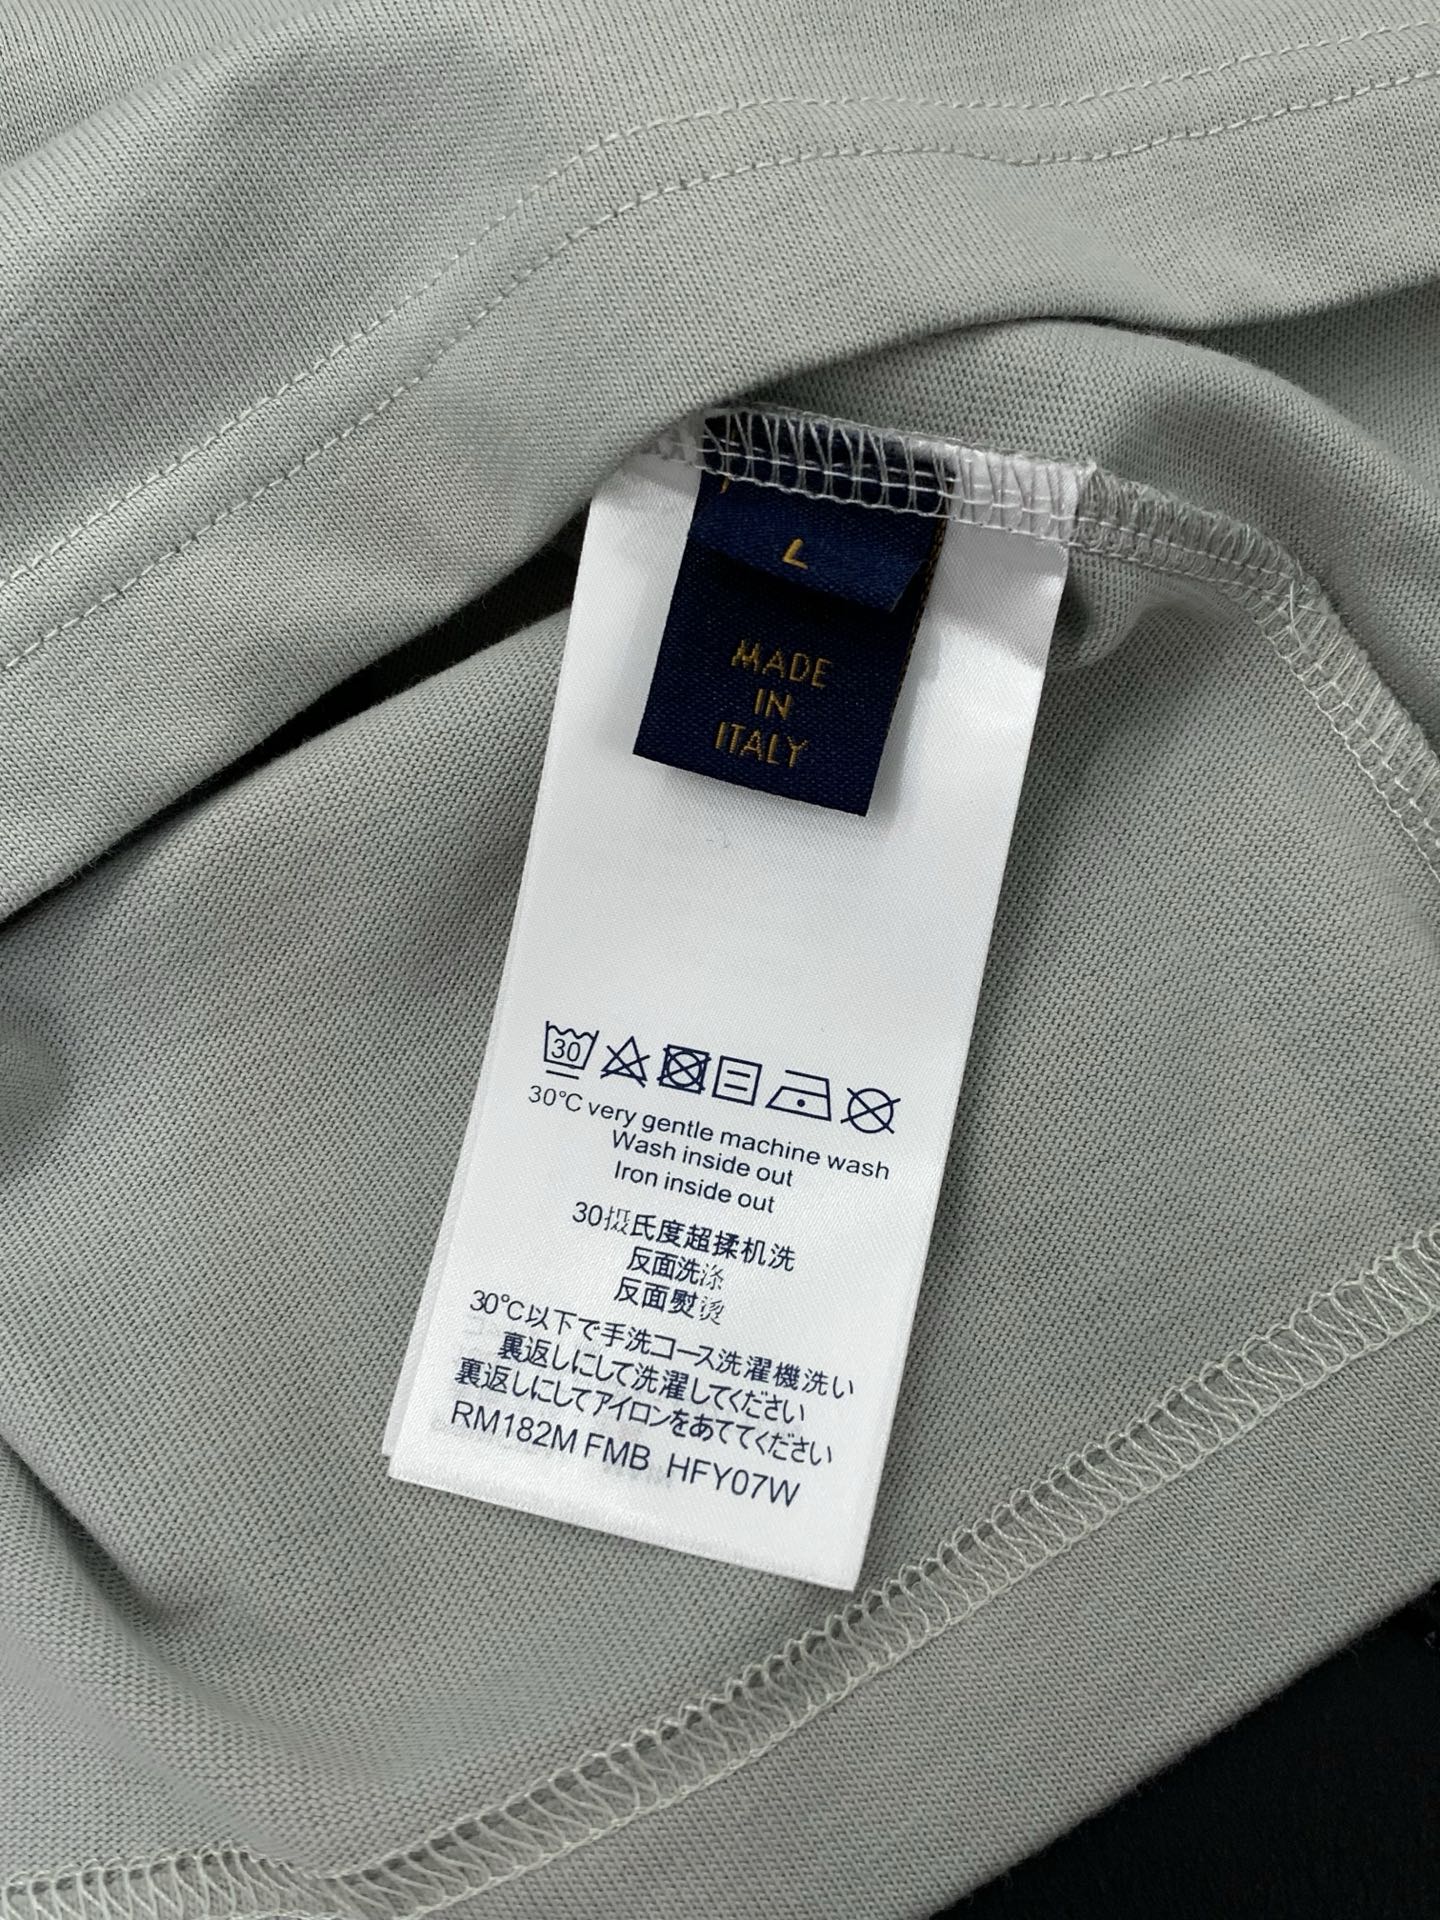 L
MADE
IN
ITALY
30
30°C very gentle machine wash
Wash inside out
Iron inside out
30摄氏度超揉机洗
反面洗涤
反面熨烫
30°C以下で手洗コース洗濯機洗い
裏返しにして洗濯してください
裏返しにしてアイロンをあててください
RM182M FMB HFY07W